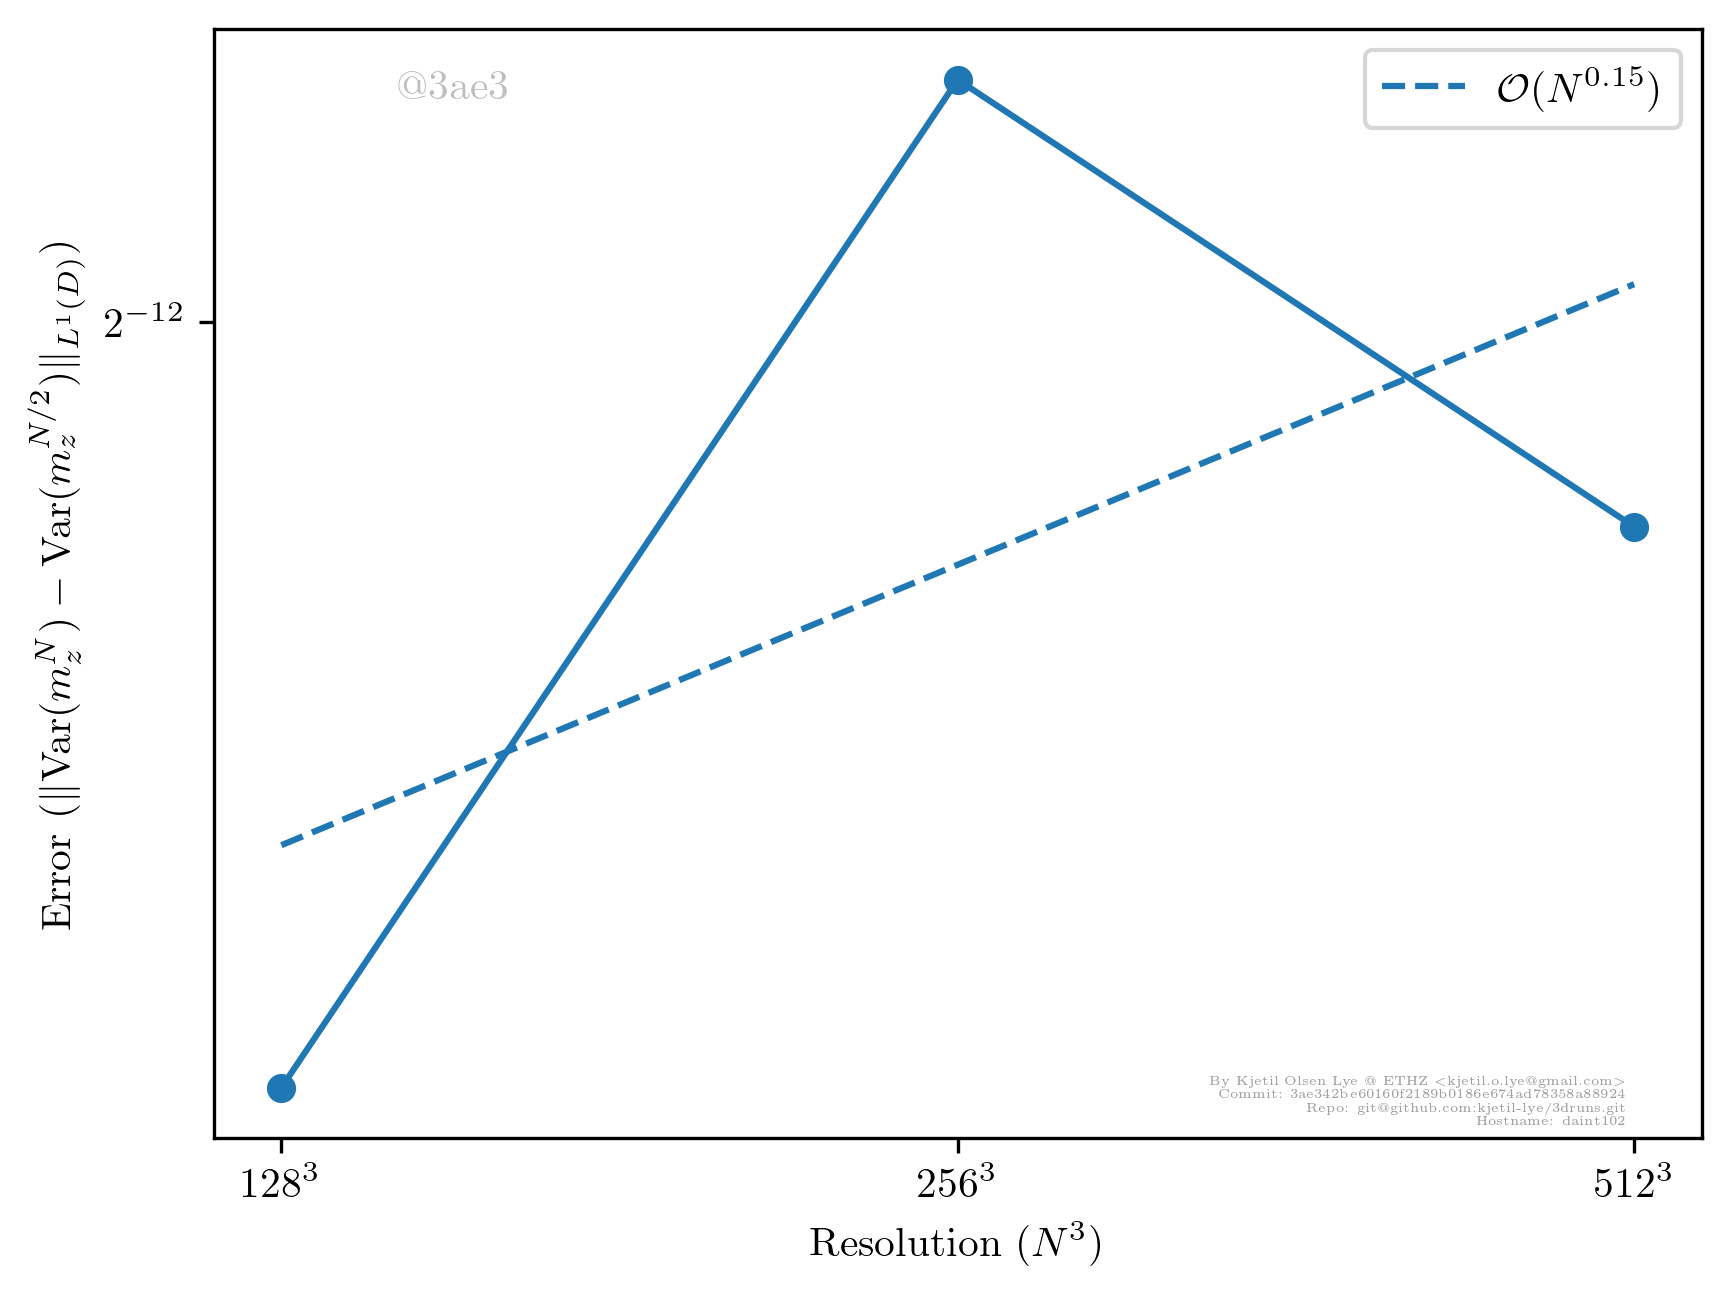 @3ae3
𝒪(N^0.15)
2^−12
Error (‖Var(m_z^N) − Var(m_z^{N/2})‖_{L^1(D)})
By Kjetil Olsen Lye @ ETHZ <kjetil.o.lye@gmail.com>
Commit: 3ae342be60160f2189b0186e674ad78358a88924
Repo: git@github.com:kjetil-lye/3druns.git
Hostname: daint102
128^3 256^3 512^3
Resolution (N^3)